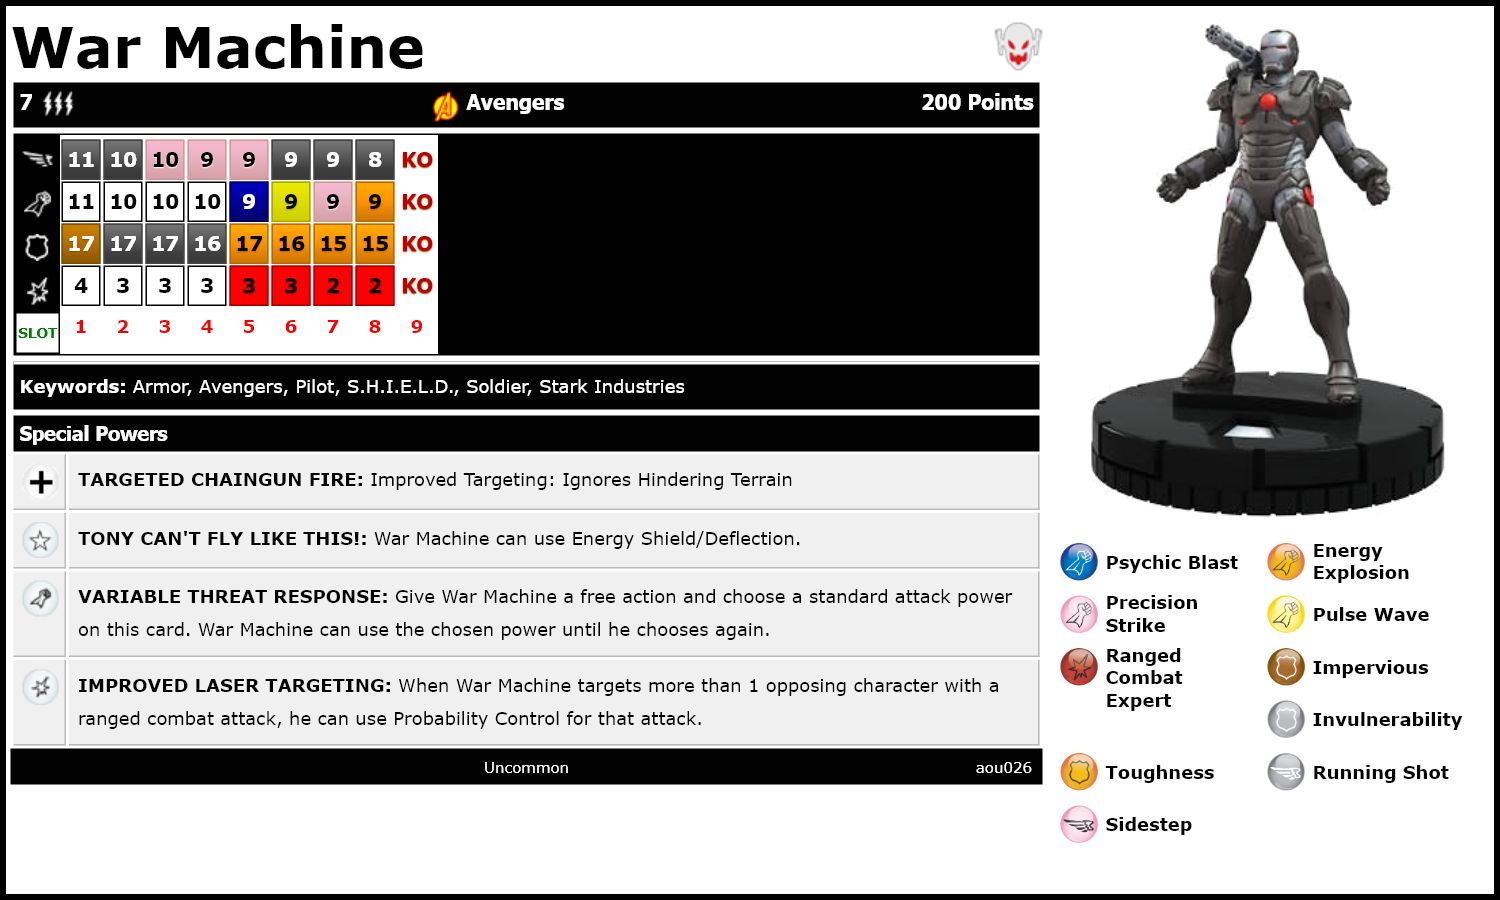 War Machine
7 Avengers 200 Points
11 10 10 9 9 9 9 8 KO
11 10 10 10 9 9 9 9 KO
17 17 17 16 17 16 15 15 KO
4 3 3 3 3 3 2 2 KO
SLOT 1 2 3 4 5 6 7 8 9
Keywords: Armor, Avengers, Pilot, S.H.I.E.L.D., Soldier, Stark Industries
Special Powers
TARGETED CHAINGUN FIRE: Improved Targeting: Ignores Hindering Terrain
TONY CAN'T FLY LIKE THIS!: War Machine can use Energy Shield/Deflection.
VARIABLE THREAT RESPONSE: Give War Machine a free action and choose a standard attack power
on this card. War Machine can use the chosen power until he chooses again.
IMPROVED LASER TARGETING: When War Machine targets more than 1 opposing character with a
ranged combat attack, he can use Probability Control for that attack.
Uncommon aou026
Psychic Blast
Energy
Explosion
Precision
Strike
Pulse Wave
Ranged
Combat
Expert
Impervious
Invulnerability
Toughness
Running Shot
Sidestep